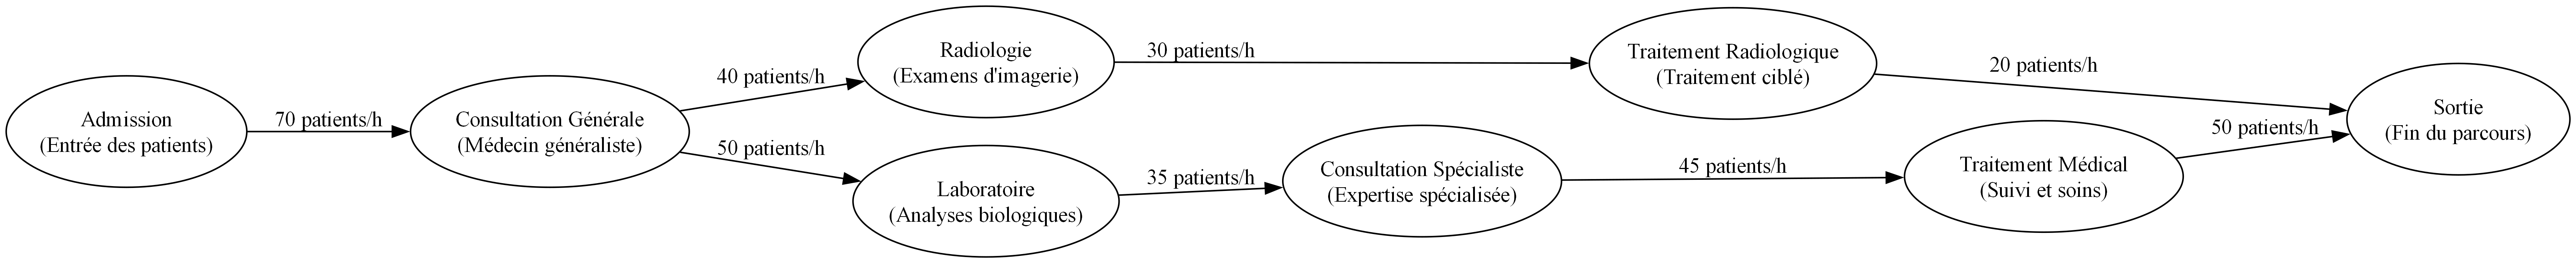 Admission
(Entrée des patients)
70 patients/h
Consultation Générale
(Médecin généraliste)
40 patients/h
50 patients/h
Radiologie
(Examens d'imagerie)
Laboratoire
(Analyses biologiques)
30 patients/h
35 patients/h
Consultation Spécialiste
(Expertise spécialisée)
Traitement Radiologique
(Traitement ciblé)
45 patients/h
Traitement Médical
(Suivi et soins)
20 patients/h
50 patients/h
Sortie
(Fin du parcours)